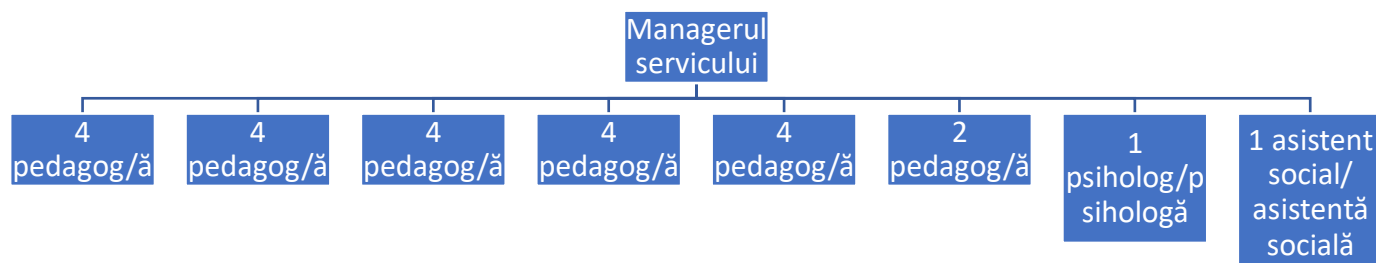 Managerul
servicului
4
pedagog/ă
4
pedagog/ă
4
pedagog/ă
4
pedagog/ă
4
pedagog/ă
2
pedagog/ă
1
psiholog/p
sihologă
1 asistent
social/
asistentă
socială